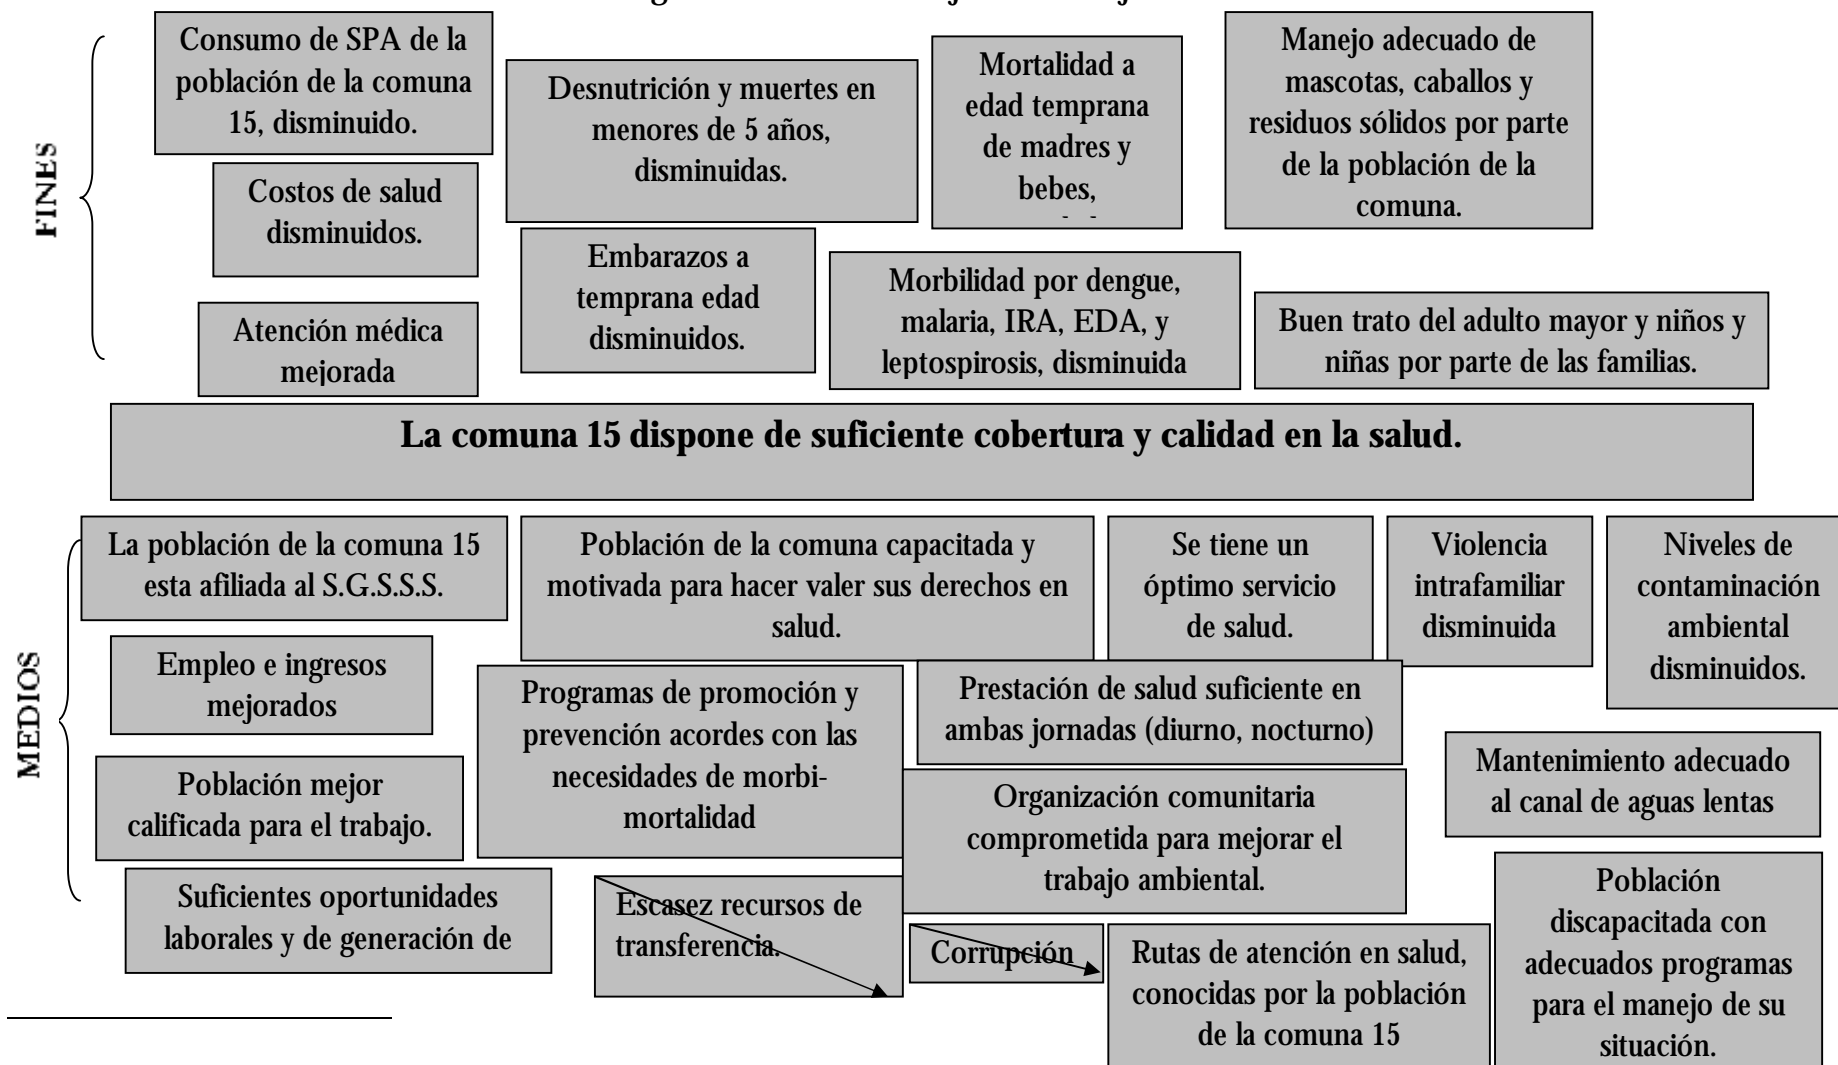 FINES
Consumo de SPA de la
población de la comuna
15, disminuido.
Desnutrición y muertes en
menores de 5 años,
disminuidas.
Mortalidad a
edad temprana
de madres y
bebes,
Manejo adecuado de
mascotas, caballos y
residuos sólidos por parte
de la población de la
comuna.
Costos de salud
disminuidos.
Embarazos a
temprana edad
disminuidos.
Morbilidad por dengue,
malaria, IRA, EDA, y
leptospirosis, disminuida
Buen trato del adulto mayor y niños y
niñas por parte de las familias.
Atención médica
mejorada
La comuna 15 dispone de suficiente cobertura y calidad en la salud.
MEDIOS
La población de la comuna 15
esta afiliada al S.G.S.S.S.
Población de la comuna capacitada y
motivada para hacer valer sus derechos en
salud.
Se tiene un
óptimo servicio
de salud.
Violencia
intrafamiliar
disminuida
Niveles de
contaminación
ambiental
disminuidos.
Empleo e ingresos
mejorados
Programas de promoción y
prevención acordes con las
necesidades de morbi-
mortalidad
Prestación de salud suficiente en
ambas jornadas (diurno, nocturno)
Mantenimiento adecuado
al canal de aguas lentas
Población mejor
calificada para el trabajo.
Organización comunitaria
comprometida para mejorar el
trabajo ambiental.
Suficientes oportunidades
laborales y de generación de
Escasez recursos de
transferencia.
Corrupción
Rutas de atención en salud,
conocidas por la población
de la comuna 15
Población
discapacitada con
adecuados programas
para el manejo de su
situación.